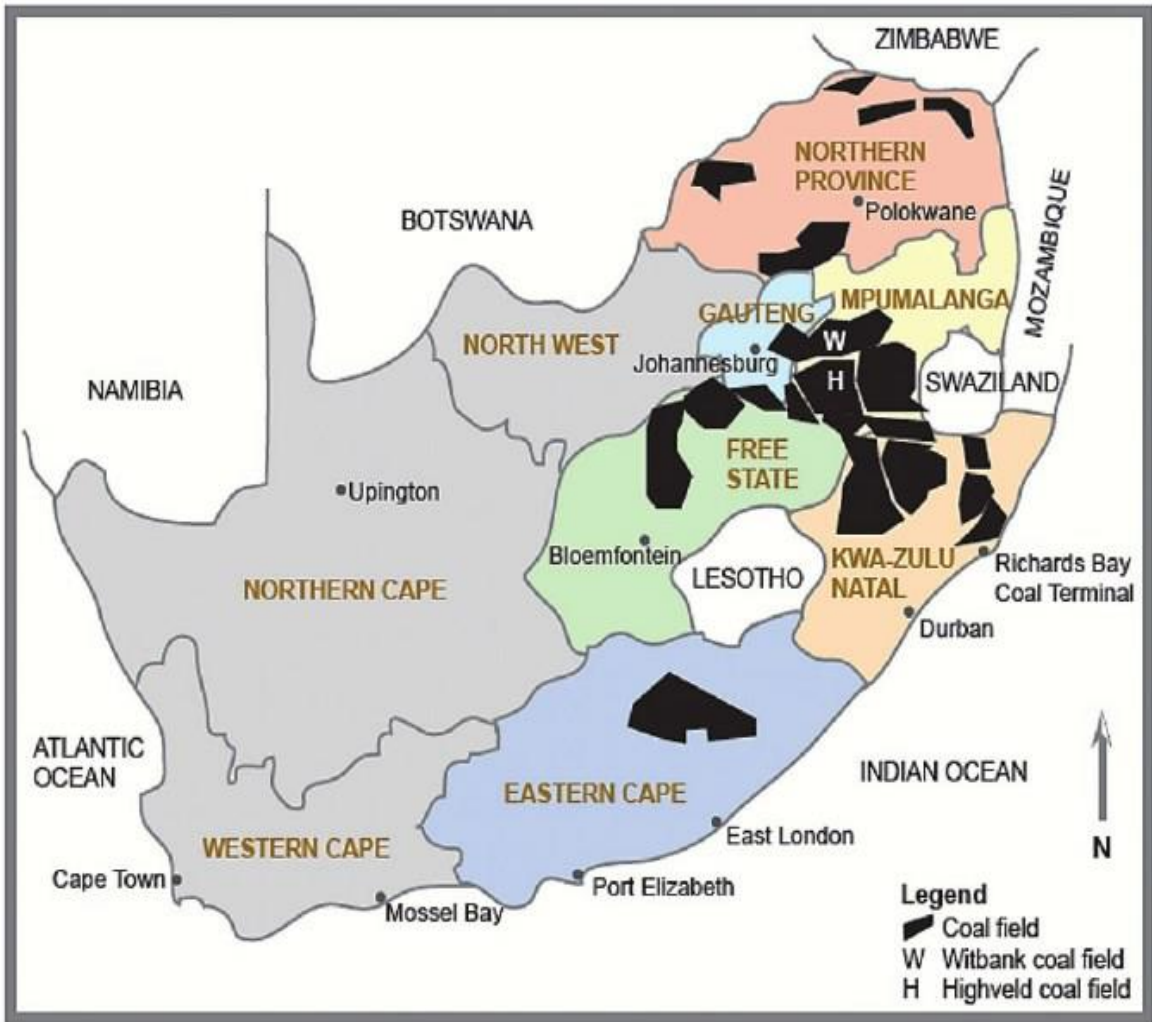 ZIMBABWE
NORTHERN
PROVINCE
Polokwane
MOZAMBIQUE
BOTSWANA
MPUMALANGA
GAUTENG
NORTH WEST
W
Johannesburg
H
SWAZILAND
NAMIBIA
FREE
STATE
Upington
Bloemfontein
KWA-ZULU
NATAL
Richards Bay
Coal Terminal
LESOTHO
NORTHERN CAPE
Durban
ATLANTIC
OCEAN
INDIAN OCEAN
EASTERN CAPE
East London
WESTERN CAPE
N
Cape Town
Port Elizabeth
Mossel Bay
Legend
Coal field
W Witbank coal field
H Highveld coal field